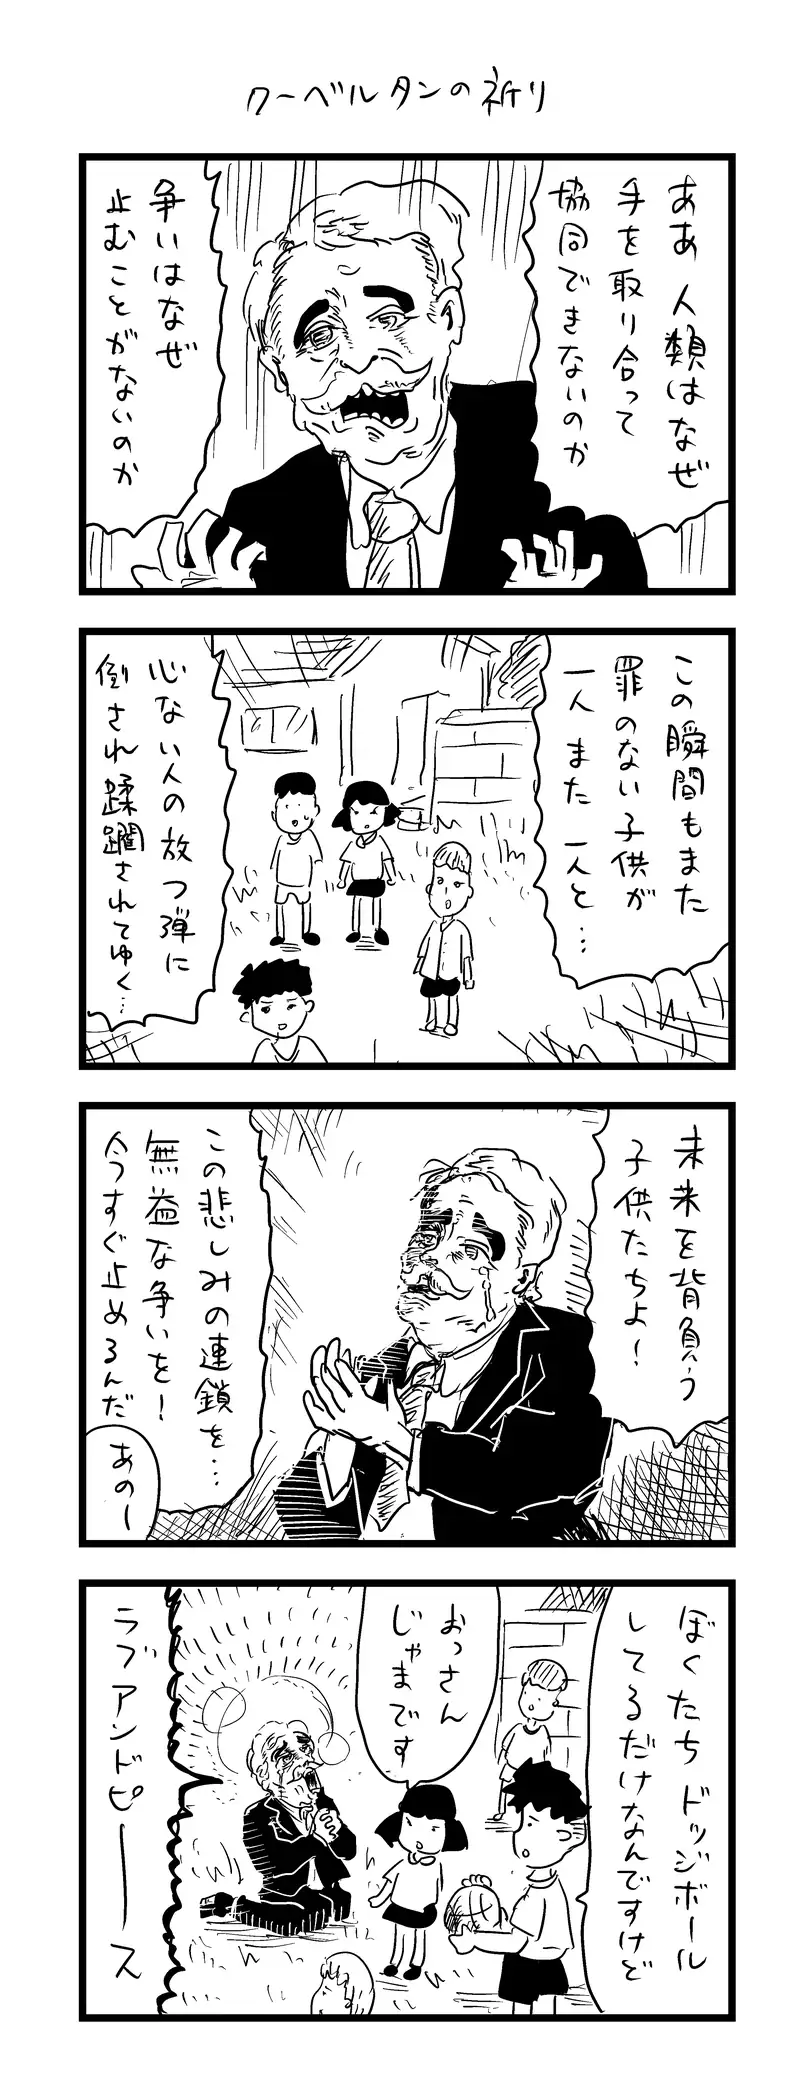 クーベルタンの祈り
ああ 人類はなぜ
手を取り合って
協同できないのか
争いはなぜ
止むことがないのか
この瞬間もまた
罪のない子供が
一人 また 一人と…
心ない人の放つ弾に
倒され蹂躙されてゆく…
未来を背負う
子供たちよ!
この悲しみの連鎖を…
無益な争いを!
今すぐ止めるんだ
あのー
ぼくたちドッジボール
してるだけなんですけど
おっさん
じゃまです
ラブアンドピーース